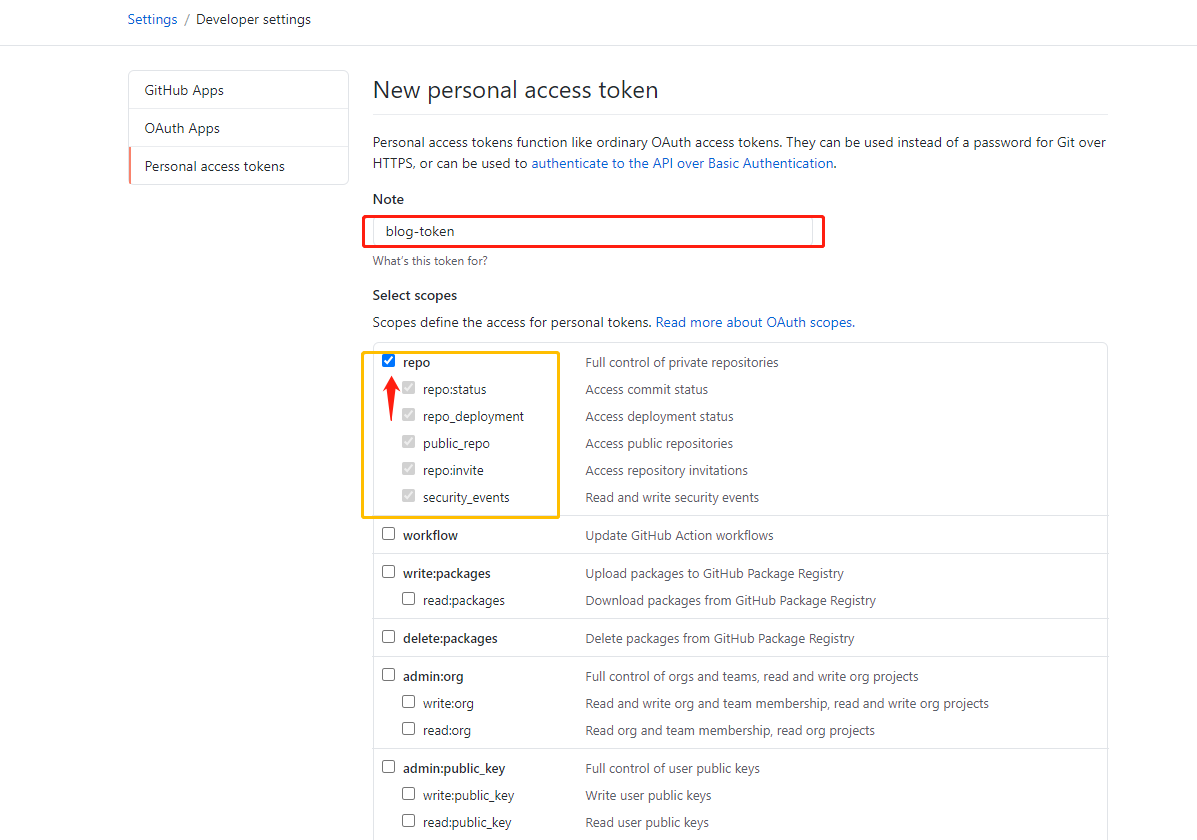 Settings / Developer settings
GitHub Apps
OAuth Apps
Personal access tokens
New personal access token
Personal access tokens function like ordinary OAuth access tokens. They can be used instead of a password for Git over
HTTPS, or can be used to authenticate to the API over Basic Authentication.
Note
blog-token
What's this token for?
Select scopes
Scopes define the access for personal tokens. Read more about OAuth scopes.
repo Full control of private repositories
repo:status Access commit status
repo_deployment Access deployment status
public_repo Access public repositories
repo:invite Access repository invitations
security_events Read and write security events
workflow Update GitHub Action workflows
write:packages Upload packages to GitHub Package Registry
read:packages Download packages from GitHub Package Registry
delete:packages Delete packages from GitHub Package Registry
admin:org Full control of orgs and teams, read and write org projects
write:org Read and write org and team membership, read and write org projects
read:org Read org and team membership, read org projects
admin:public_key Full control of user public keys
write:public_key Write user public keys
read:public_key Read user public keys